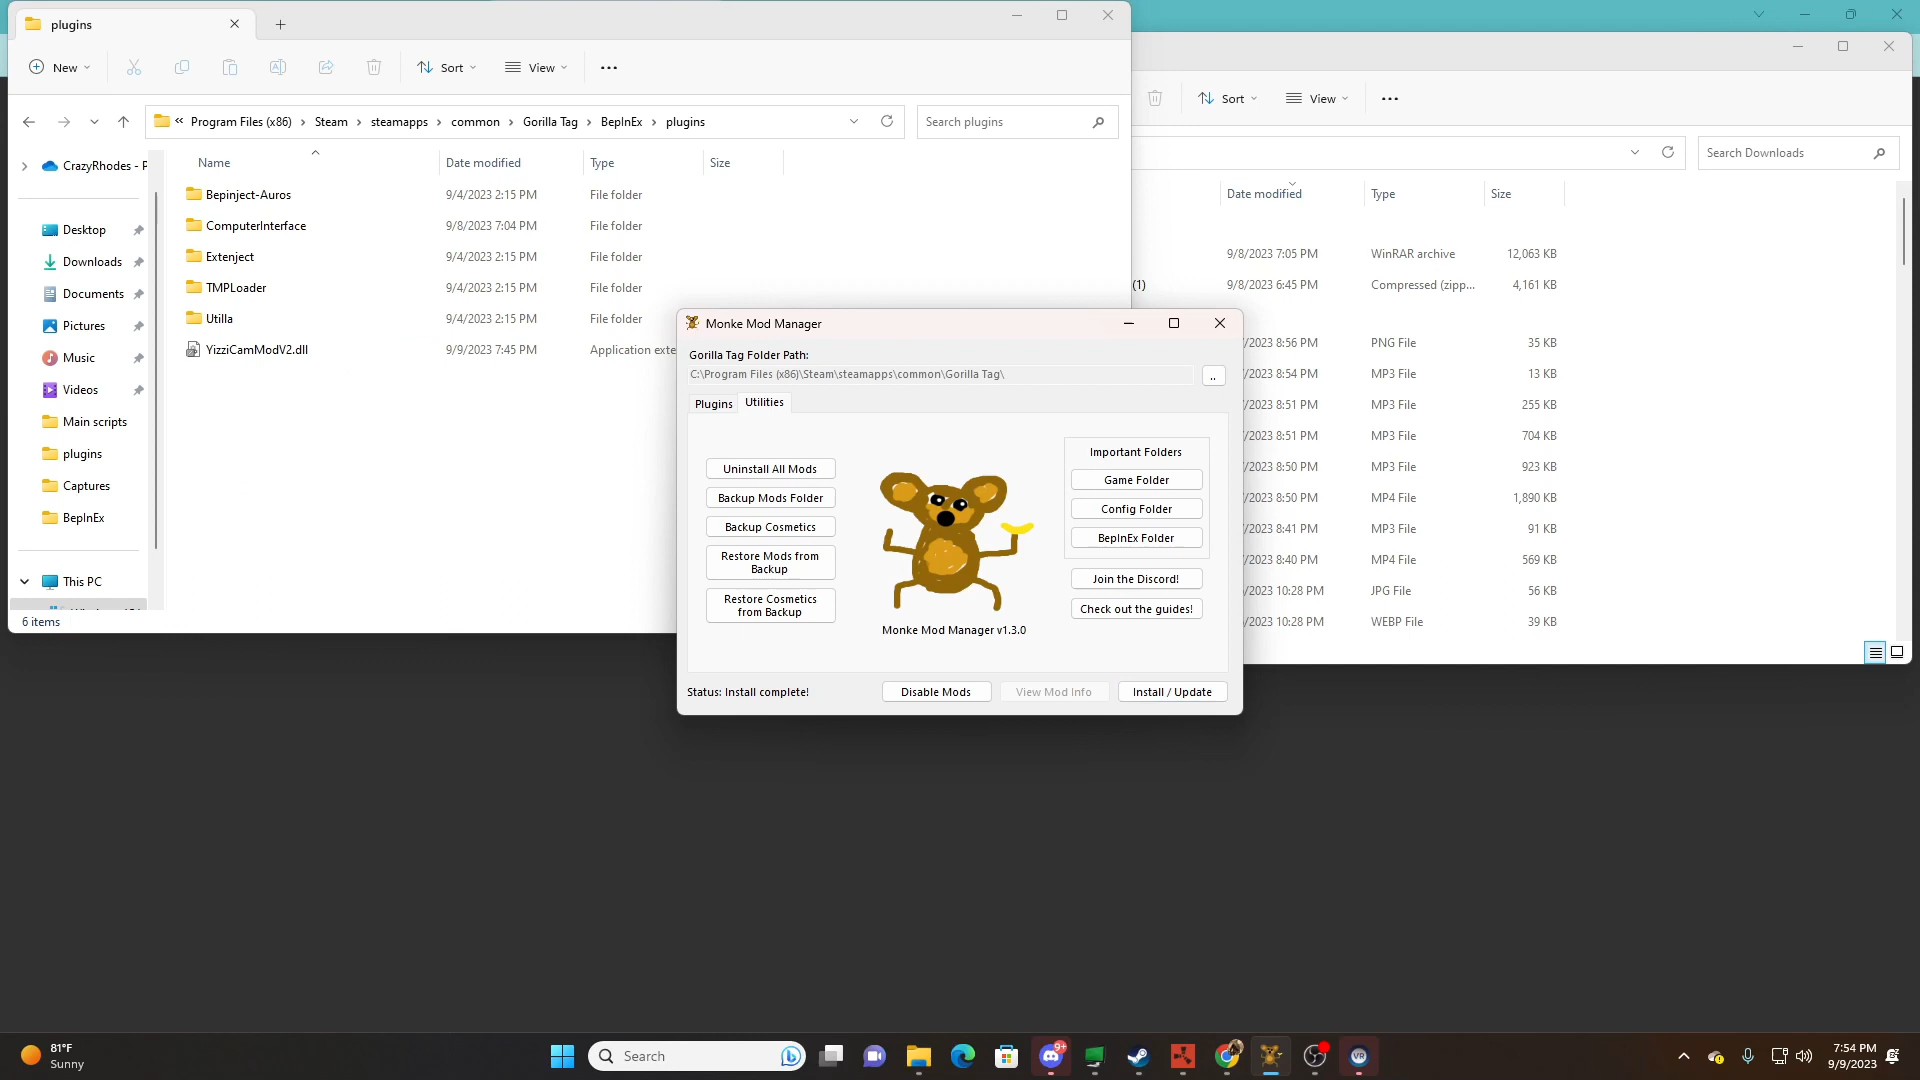 plugins
New
Sort
View
Program Files (x86)
Steam
steamapps
common
Gorilla Tag
BepInEx
plugins
Search plugins
Name
Date modified
Type
Size
CrazyRhodes - P
Desktop
Downloads
Documents
Pictures
Music
Videos
Main scripts
plugins
Captures
BepInEx
This PC
Bepinject-Auros 9/4/2023 2:15 PM File folder
ComputerInterface 9/8/2023 7:04 PM File folder
Extenject 9/4/2023 2:15 PM File folder
TMPLoader 9/4/2023 2:15 PM File folder
Utilla 9/4/2023 2:15 PM File folder
YizziCamModV2.dll 9/9/2023 7:45 PM Application exte
6 items
Sort
View
Search Downloads
Date modified
Type
Size
9/8/2023 7:05 PM WinRAR archive 12,063 KB
(1) 9/8/2023 6:45 PM Compressed (zipp... 4,161 KB
/2023 8:56 PM PNG File 35 KB
/2023 8:54 PM MP3 File 13 KB
/2023 8:51 PM MP3 File 255 KB
/2023 8:51 PM MP3 File 704 KB
/2023 8:50 PM MP3 File 923 KB
/2023 8:50 PM MP4 File 1,890 KB
/2023 8:41 PM MP3 File 91 KB
/2023 8:40 PM MP4 File 569 KB
/2023 10:28 PM JPG File 56 KB
/2023 10:28 PM WEBP File 39 KB
Monke Mod Manager
Gorilla Tag Folder Path:
C:\Program Files (x86)\Steam\steamapps\common\Gorilla Tag\
..
Plugins
Utilities
Uninstall All Mods
Backup Mods Folder
Backup Cosmetics
Restore Mods from
Backup
Restore Cosmetics
from Backup
Monke Mod Manager v1.3.0
Important Folders
Game Folder
Config Folder
BepInEx Folder
Join the Discord!
Check out the guides!
Status: Install complete!
Disable Mods
View Mod Info
Install / Update
81°F
Sunny
Search
9+
VR
7:54 PM
9/9/2023